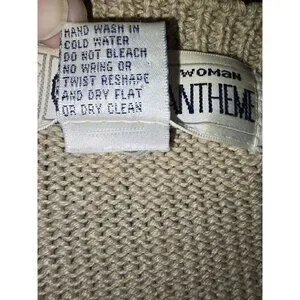 HAND WASH IN
COLD WATER
DO NOT BLEACH
NO WRING OR
TWIST RESHAPE
AND DRY FLAT
OR DRY CLEAN
WOMAN
ANTHEME